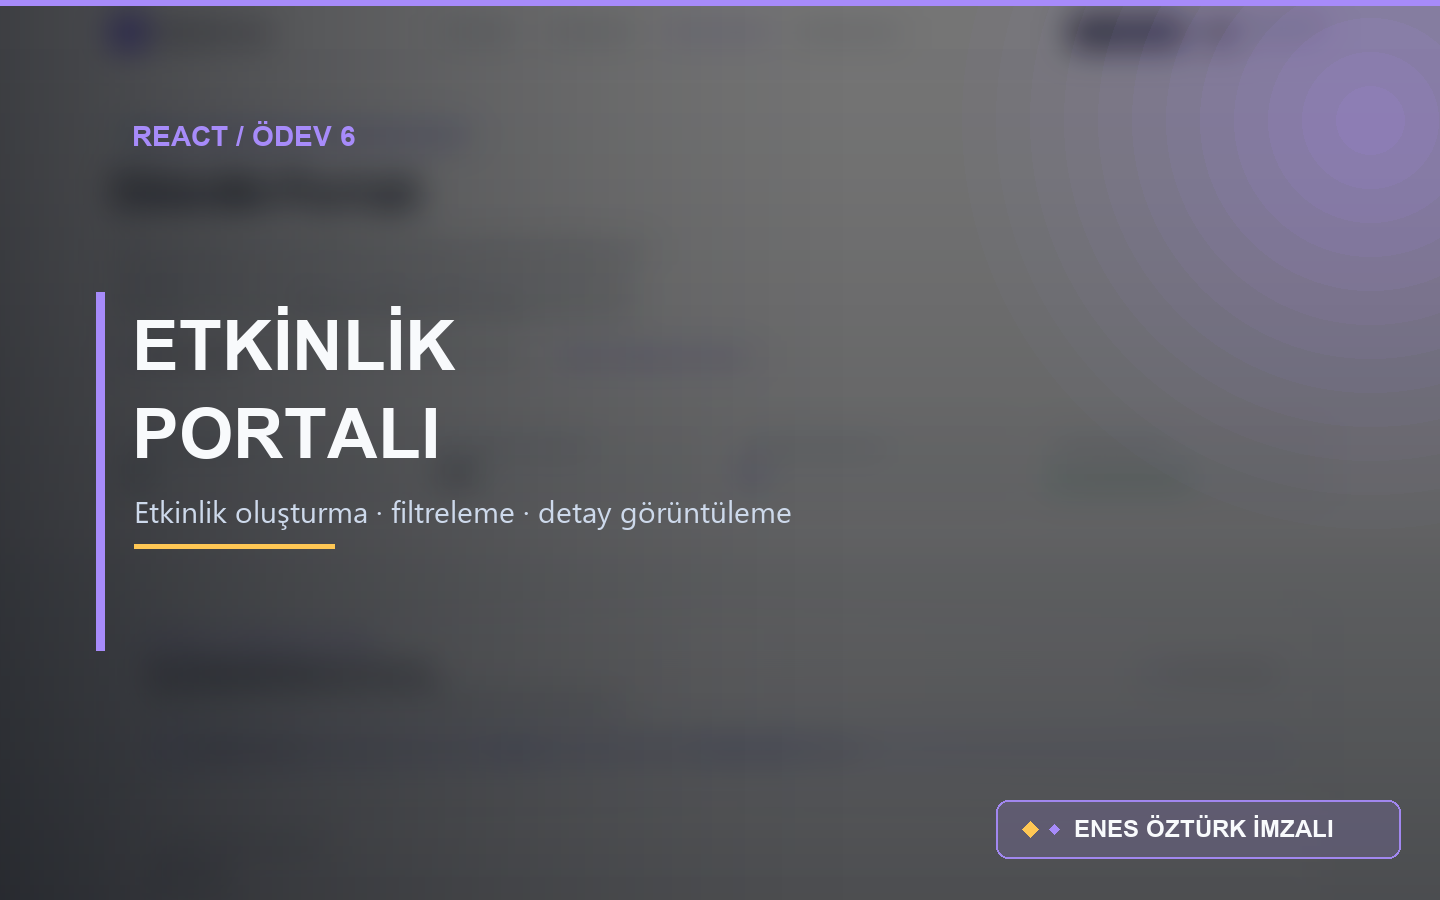 REACT / ÖDEV 6
ETKİNLİK
PORTALI
Etkinlik oluşturma · filtreleme · detay görüntüleme
ENES ÖZTÜRK İMZALI